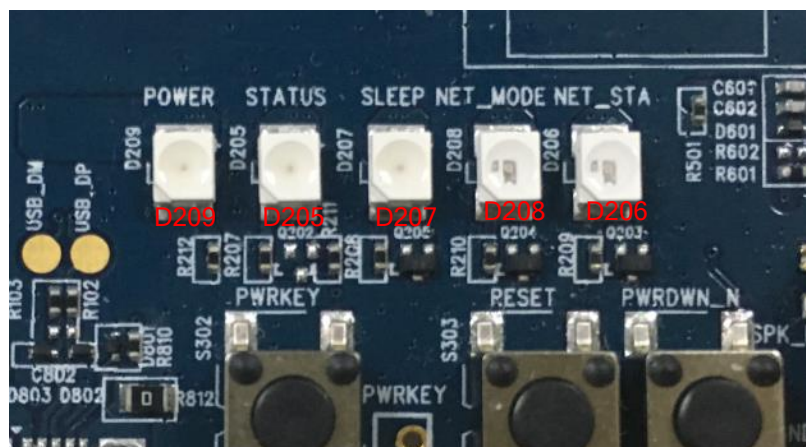 POWER STATUS SLEEP NET_MODE NET_STA
C601
C602
D601
R602
R601
R501
D209 D205 D207 D208 D206
USB_DM USB_DP
D209 D205 D207 D208 D206
R211
Q202 Q205 Q204 Q203
R212 R207 R208 R210 R209
PWRKEY RESET PWRDWN_N
R103 R102
S302 S303
SPK_
D801 R810
C802
D803 D802
R812
0
PWRKEY